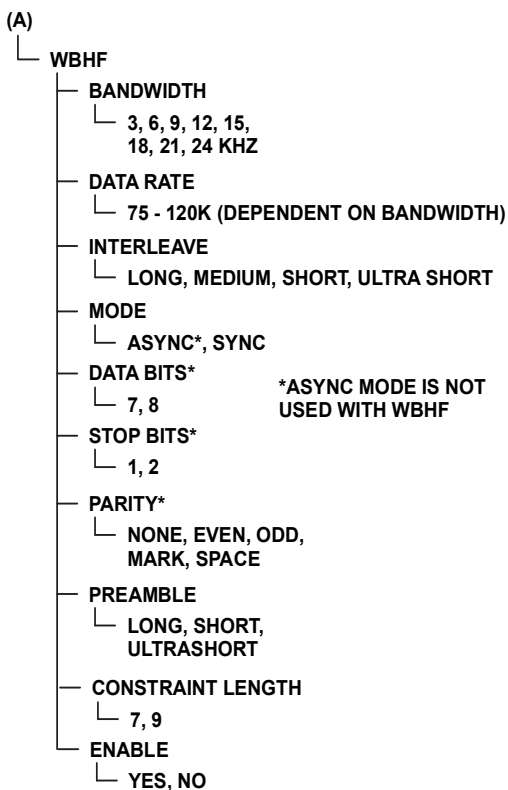 (A)
WBHF
BANDWIDTH
3, 6, 9, 12, 15,
18, 21, 24 KHZ
DATA RATE
75 - 120K (DEPENDENT ON BANDWIDTH)
INTERLEAVE
LONG, MEDIUM, SHORT, ULTRA SHORT
MODE
ASYNC*, SYNC
DATA BITS*
7, 8
*ASYNC MODE IS NOT
USED WITH WBHF
STOP BITS*
1, 2
PARITY*
NONE, EVEN, ODD,
MARK, SPACE
PREAMBLE
LONG, SHORT,
ULTRASHORT
CONSTRAINT LENGTH
7, 9
ENABLE
YES, NO